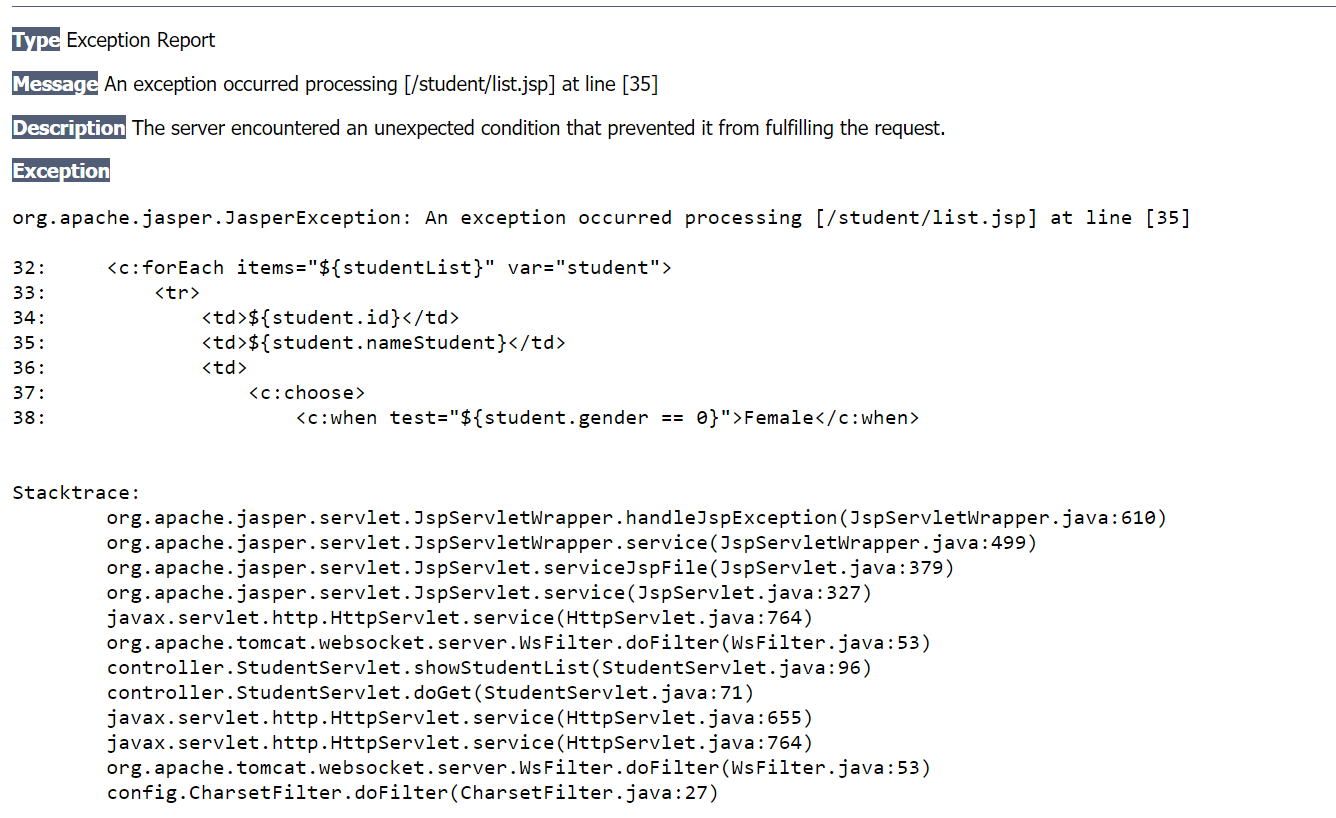 Type Exception Report
Message An exception occurred processing [/student/list.jsp] at line [35]
Description The server encountered an unexpected condition that prevented it from fulfilling the request.
Exception
org.apache.jasper.JasperException: An exception occurred processing [/student/list.jsp] at line [35]
32:     <c:forEach items="${studentList}" var="student">
33:         <tr>
34:             <td>${student.id}</td>
35:             <td>${student.nameStudent}</td>
36:             <td>
37:                 <c:choose>
38:                     <c:when test="${student.gender == 0}">Female</c:when>
Stacktrace:
	org.apache.jasper.servlet.JspServletWrapper.handleJspException(JspServletWrapper.java:610)
	org.apache.jasper.servlet.JspServletWrapper.service(JspServletWrapper.java:499)
	org.apache.jasper.servlet.JspServlet.serviceJspFile(JspServlet.java:379)
	org.apache.jasper.servlet.JspServlet.service(JspServlet.java:327)
	javax.servlet.http.HttpServlet.service(HttpServlet.java:764)
	org.apache.tomcat.websocket.server.WsFilter.doFilter(WsFilter.java:53)
	controller.StudentServlet.showStudentList(StudentServlet.java:96)
	controller.StudentServlet.doGet(StudentServlet.java:71)
	javax.servlet.http.HttpServlet.service(HttpServlet.java:655)
	javax.servlet.http.HttpServlet.service(HttpServlet.java:764)
	org.apache.tomcat.websocket.server.WsFilter.doFilter(WsFilter.java:53)
	config.CharsetFilter.doFilter(CharsetFilter.java:27)